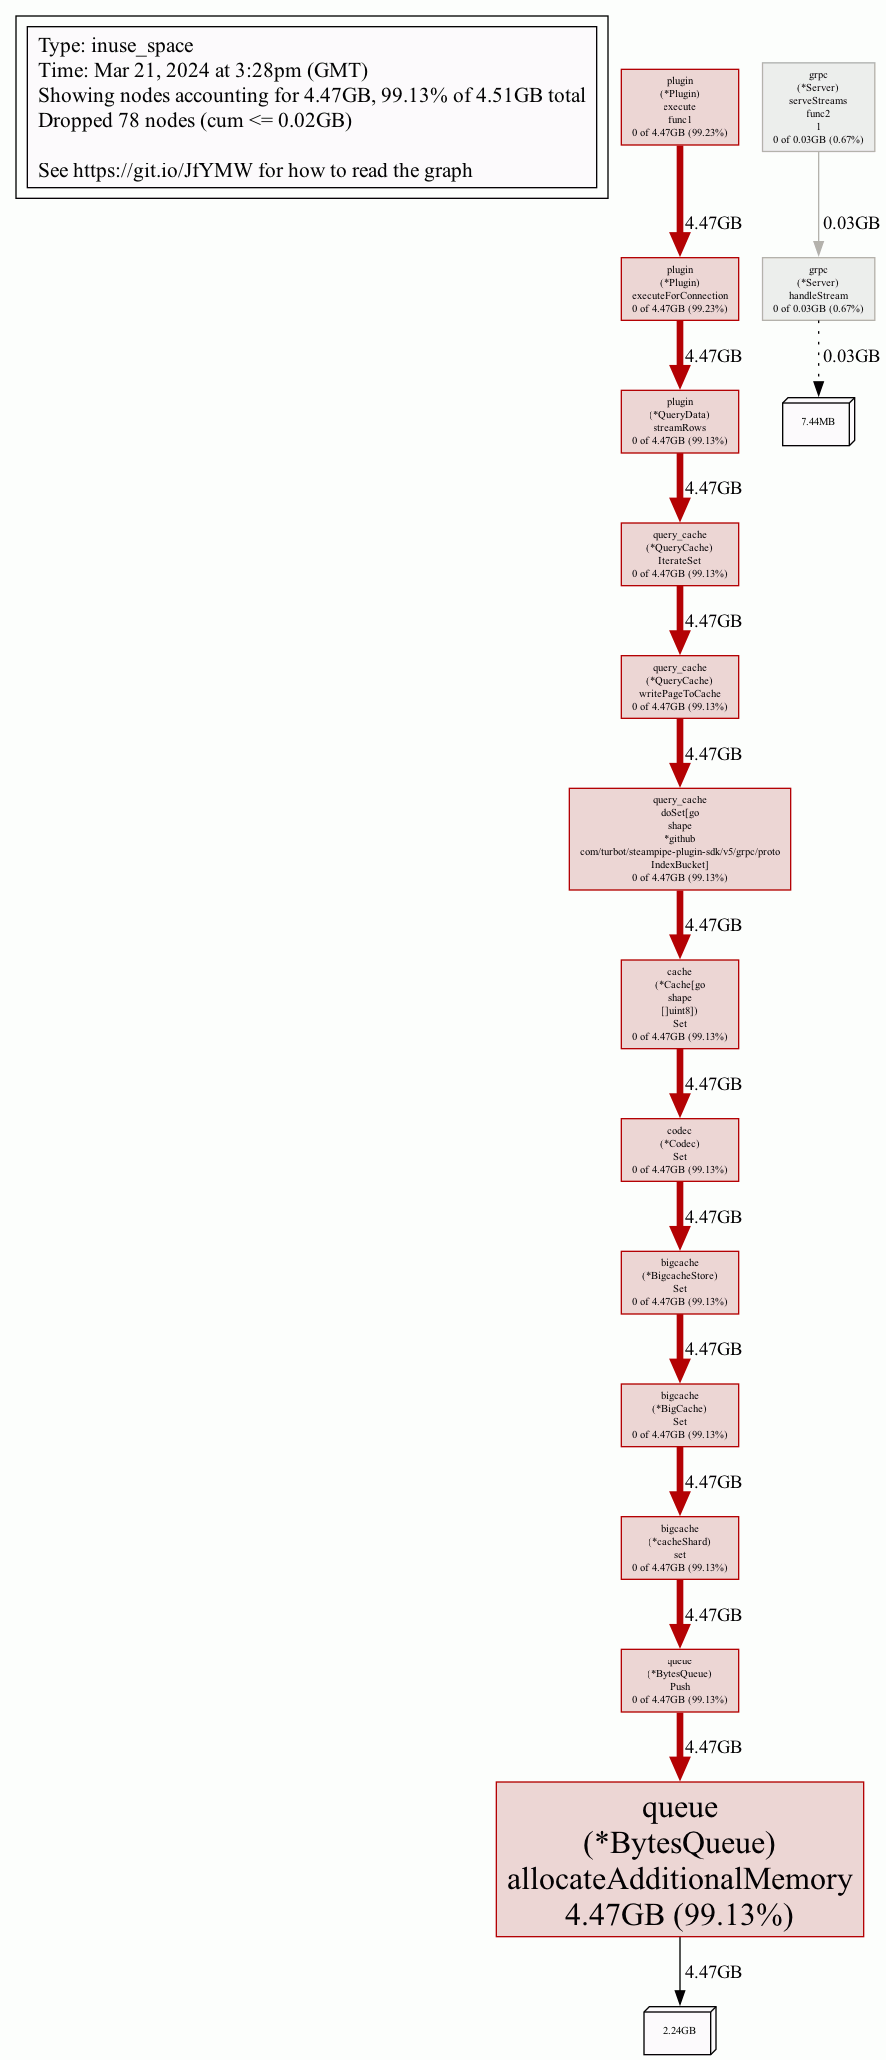 Type: inuse_space
Time: Mar 21, 2024 at 3:28pm (GMT)
Showing nodes accounting for 4.47GB, 99.13% of 4.51GB total
Dropped 78 nodes (cum <= 0.02GB)
See https://git.io/JfYMW for how to read the graph
plugin
(*Plugin)
execute
func1
0 of 4.47GB (99.23%)
grpc
(*Server)
serveStreams
func2
1
0 of 0.03GB (0.67%)
4.47GB
0.03GB
plugin
(*Plugin)
executeForConnection
0 of 4.47GB (99.23%)
grpc
(*Server)
handleStream
0 of 0.03GB (0.67%)
4.47GB
0.03GB
plugin
(*QueryData)
streamRows
0 of 4.47GB (99.13%)
7.44MB
4.47GB
query_cache
(*QueryCache)
IterateSet
0 of 4.47GB (99.13%)
4.47GB
query_cache
(*QueryCache)
writePageToCache
0 of 4.47GB (99.13%)
4.47GB
query_cache
doSet[go
shape
*github
com/turbot/steampipe-plugin-sdk/v5/grpc/proto
IndexBucket]
0 of 4.47GB (99.13%)
4.47GB
cache
(*Cache[go
shape
[]uint8])
Set
0 of 4.47GB (99.13%)
4.47GB
codec
(*Codec)
Set
0 of 4.47GB (99.13%)
4.47GB
bigcache
(*BigcacheStore)
Set
0 of 4.47GB (99.13%)
4.47GB
bigcache
(*BigCache)
Set
0 of 4.47GB (99.13%)
4.47GB
bigcache
(*cacheShard)
set
0 of 4.47GB (99.13%)
4.47GB
queue
(*BytesQueue)
Push
0 of 4.47GB (99.13%)
4.47GB
queue
(*BytesQueue)
allocateAdditionalMemory
4.47GB (99.13%)
4.47GB
2.24GB